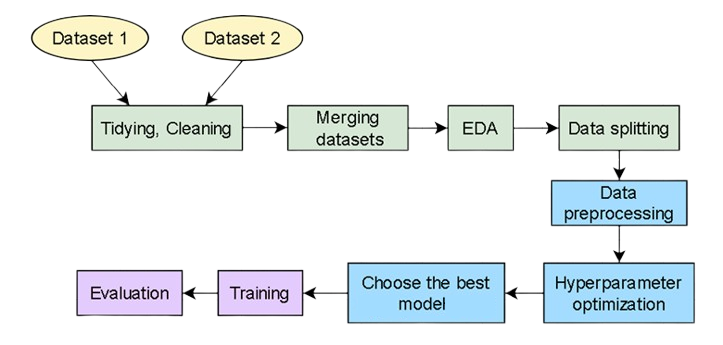 Dataset 1
Dataset 2
Tidying, Cleaning
Merging
datasets
EDA
Data splitting
Data
preprocessing
Hyperparameter
optimization
Choose the best
model
Training
Evaluation